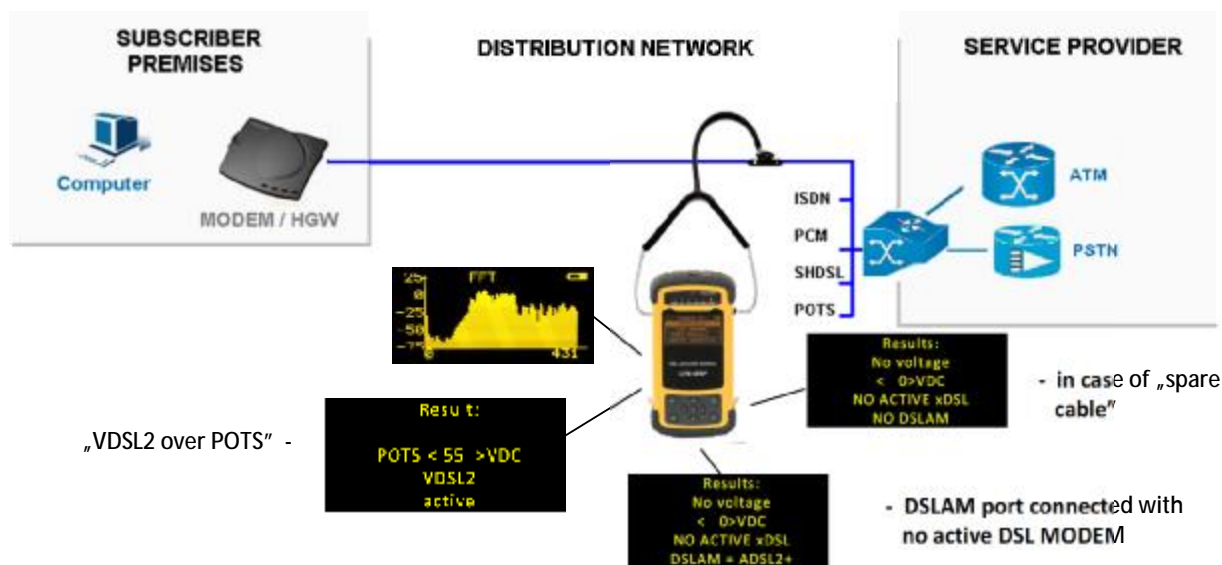 SUBSCRIBER
PREMISES
DISTRIBUTION NETWORK
SERVICE PROVIDER
Computer
MODEM / HGW
ISDN
PCM
SHDSL
POTS
ATM
PSTN
FFT
25
0
-25
-50
-75
0 431
Results:
No voltage
< 0>VDC
NO ACTIVE xDSL
NO DSLAM
- in case of „spare
cable"
„VDSL2 over POTS" -
Resu t:
POTS < 55 >VDC
VDSL2
active
Results:
No voltage
< 0>VDC
NO ACTIVE xDSL
DSLAM = ADSL2+
- DSLAM port connected with
no active DSL MODEM